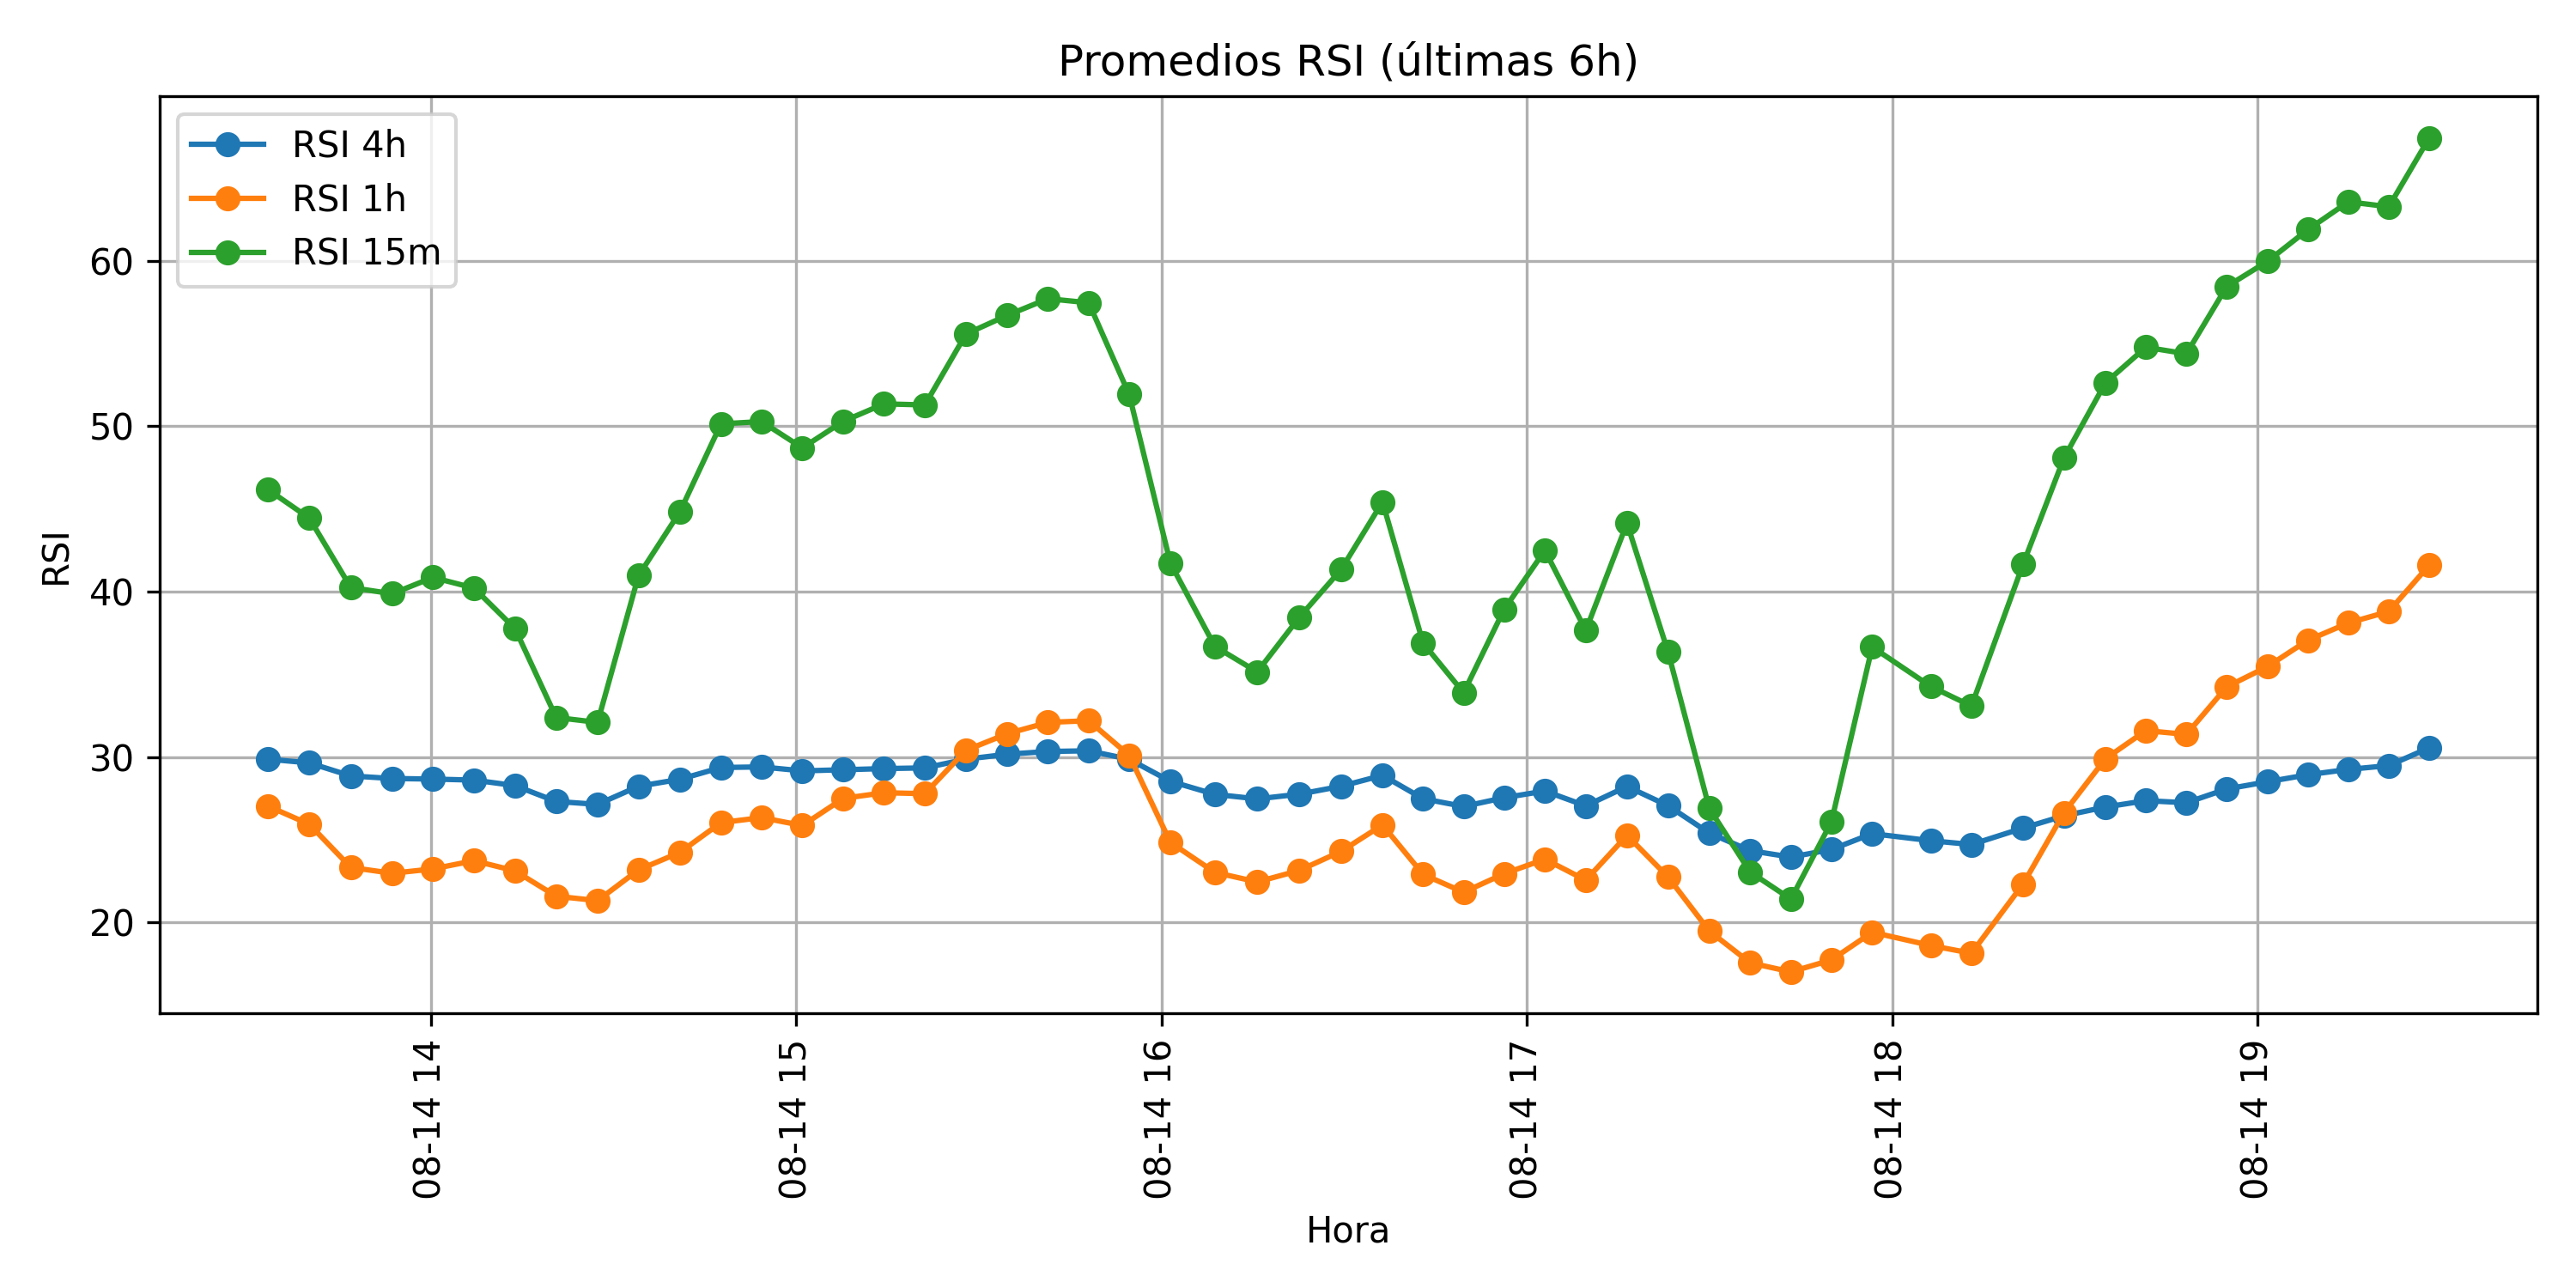 Promedios RSI (últimas 6h)
RSI 4h
RSI 1h
RSI 15m
RSI
60
50
40
30
20
08-14 14
08-14 15
08-14 16
08-14 17
08-14 18
08-14 19
Hora